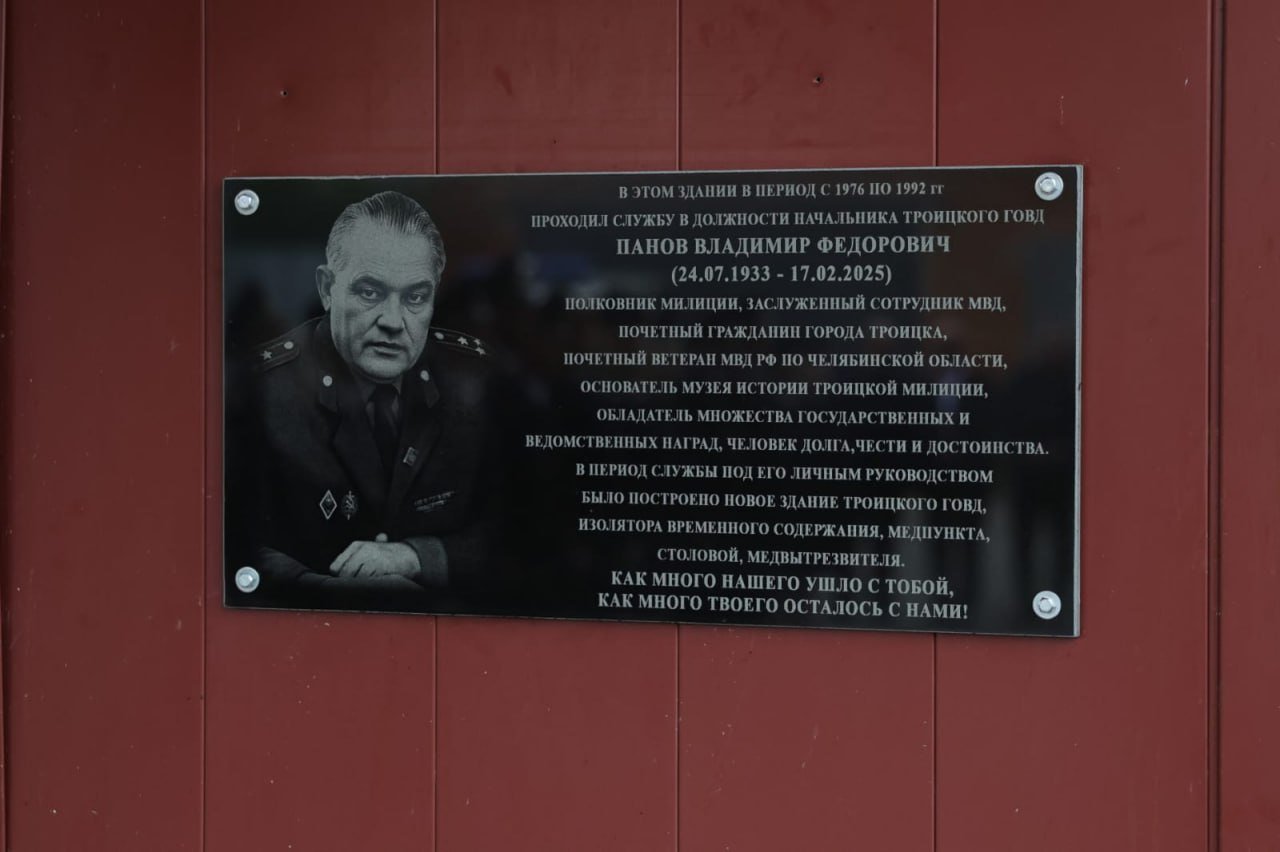 В ЭТОМ ЗДАНИИ В ПЕРИОД С 1976 ПО 1992 гг
ПРОХОДИЛ СЛУЖБУ В ДОЛЖНОСТИ НАЧАЛЬНИКА ТРОИЦКОГО ГОВД
ПАНОВ ВЛАДИМИР ФЕДОРОВИЧ
(24.07.1933 - 17.02.2025)
ПОЛКОВНИК МИЛИЦИИ, ЗАСЛУЖЕННЫЙ СОТРУДНИК МВД,
ПОЧЕТНЫЙ ГРАЖДАНИН ГОРОДА ТРОИЦКА,
ПОЧЕТНЫЙ ВЕТЕРАН МВД РФ ПО ЧЕЛЯБИНСКОЙ ОБЛАСТИ,
ОСНОВАТЕЛЬ МУЗЕЯ ИСТОРИИ ТРОИЦКОЙ МИЛИЦИИ,
ОБЛАДАТЕЛЬ МНОЖЕСТВА ГОСУДАРСТВЕННЫХ И
ВЕДОМСТВЕННЫХ НАГРАД, ЧЕЛОВЕК ДОЛГА,ЧЕСТИ И ДОСТОИНСТВА.
В ПЕРИОД СЛУЖБЫ ПОД ЕГО ЛИЧНЫМ РУКОВОДСТВОМ
БЫЛО ПОСТРОЕНО НОВОЕ ЗДАНИЕ ТРОИЦКОГО ГОВД,
ИЗОЛЯТОРА ВРЕМЕННОГО СОДЕРЖАНИЯ, МЕДПУНКТА,
СТОЛОВОЙ, МЕДВЫТРЕЗВИТЕЛЯ.
КАК МНОГО НАШЕГО УШЛО С ТОБОЙ,
КАК МНОГО ТВОЕГО ОСТАЛОСЬ С НАМИ!